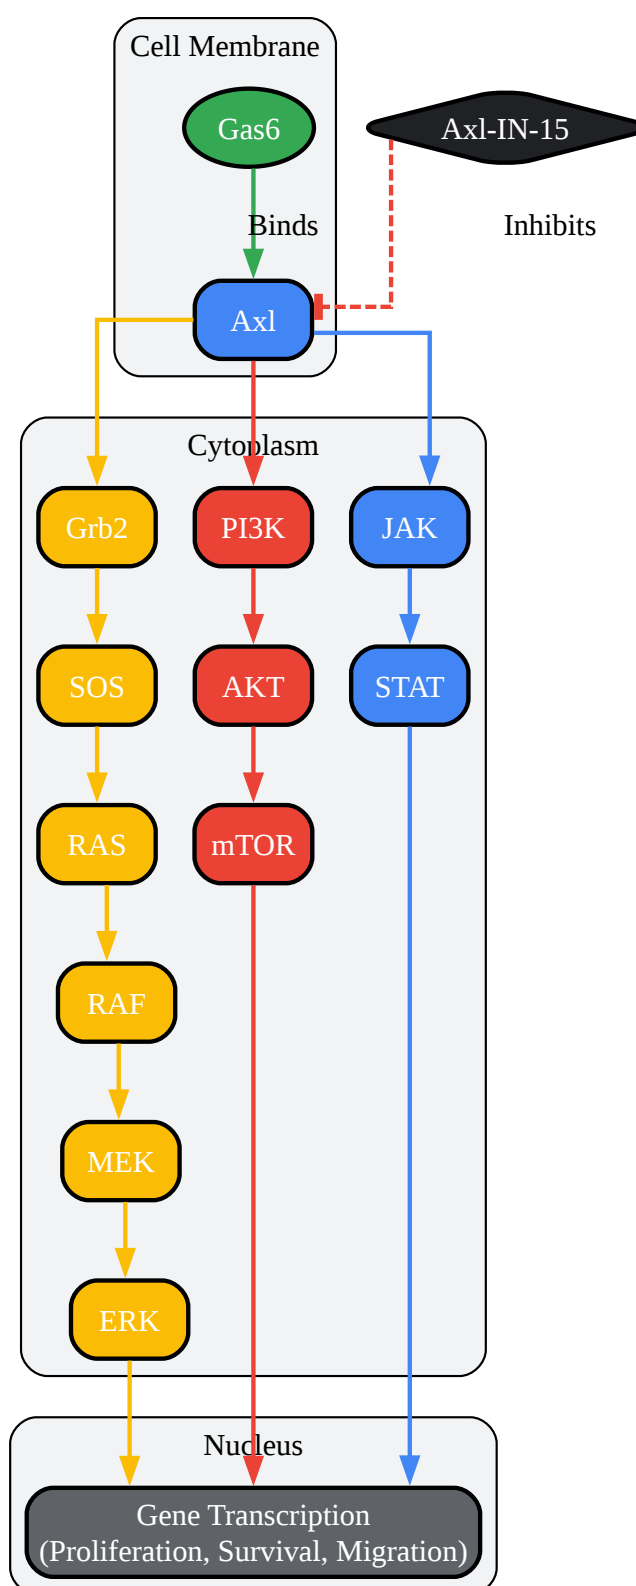 Cell Membrane
Gas6
Axl-IN-15
Binds
Inhibits
Axl
Cytoplasm
Grb2
PI3K
JAK
SOS
AKT
STAT
RAS
mTOR
RAF
MEK
ERK
Nucleus
Gene Transcription
(Proliferation, Survival, Migration)